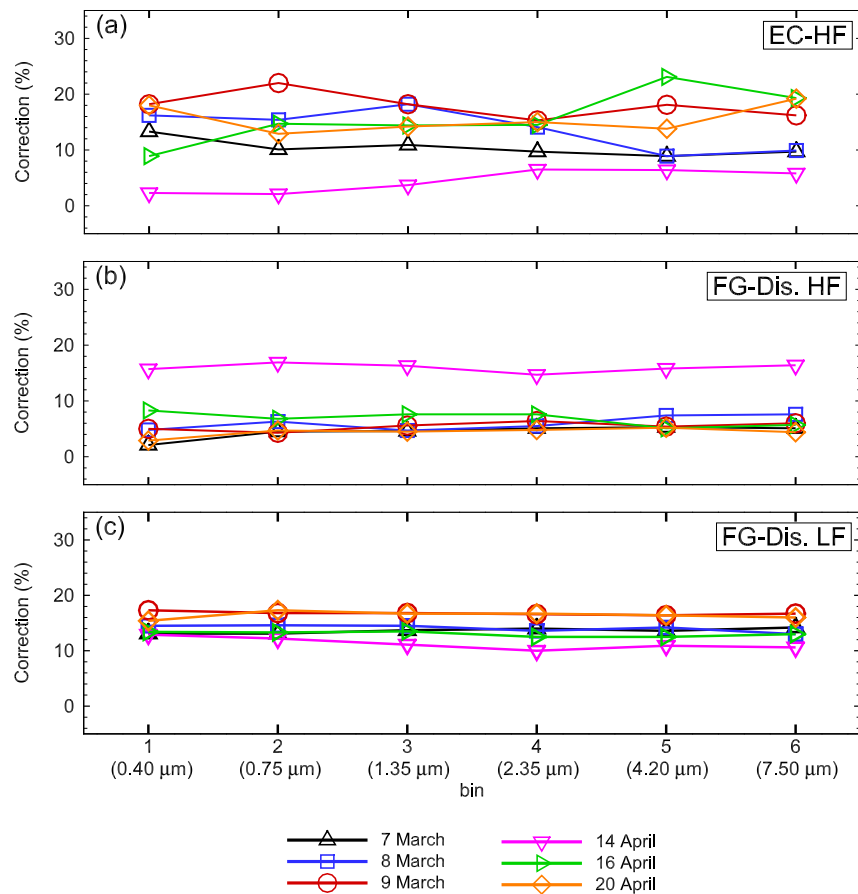 (a)
EC-HF
30
20
10
0
Correction (%)
(b)
FG-Dis. HF
30
20
10
0
Correction (%)
(c)
FG-Dis. LF
30
20
10
0
Correction (%)
1 2 3 4 5 6
(0.40 μm) (0.75 μm) (1.35 μm) (2.35 μm) (4.20 μm) (7.50 μm)
bin
7 March 14 April
8 March 16 April
9 March 20 April